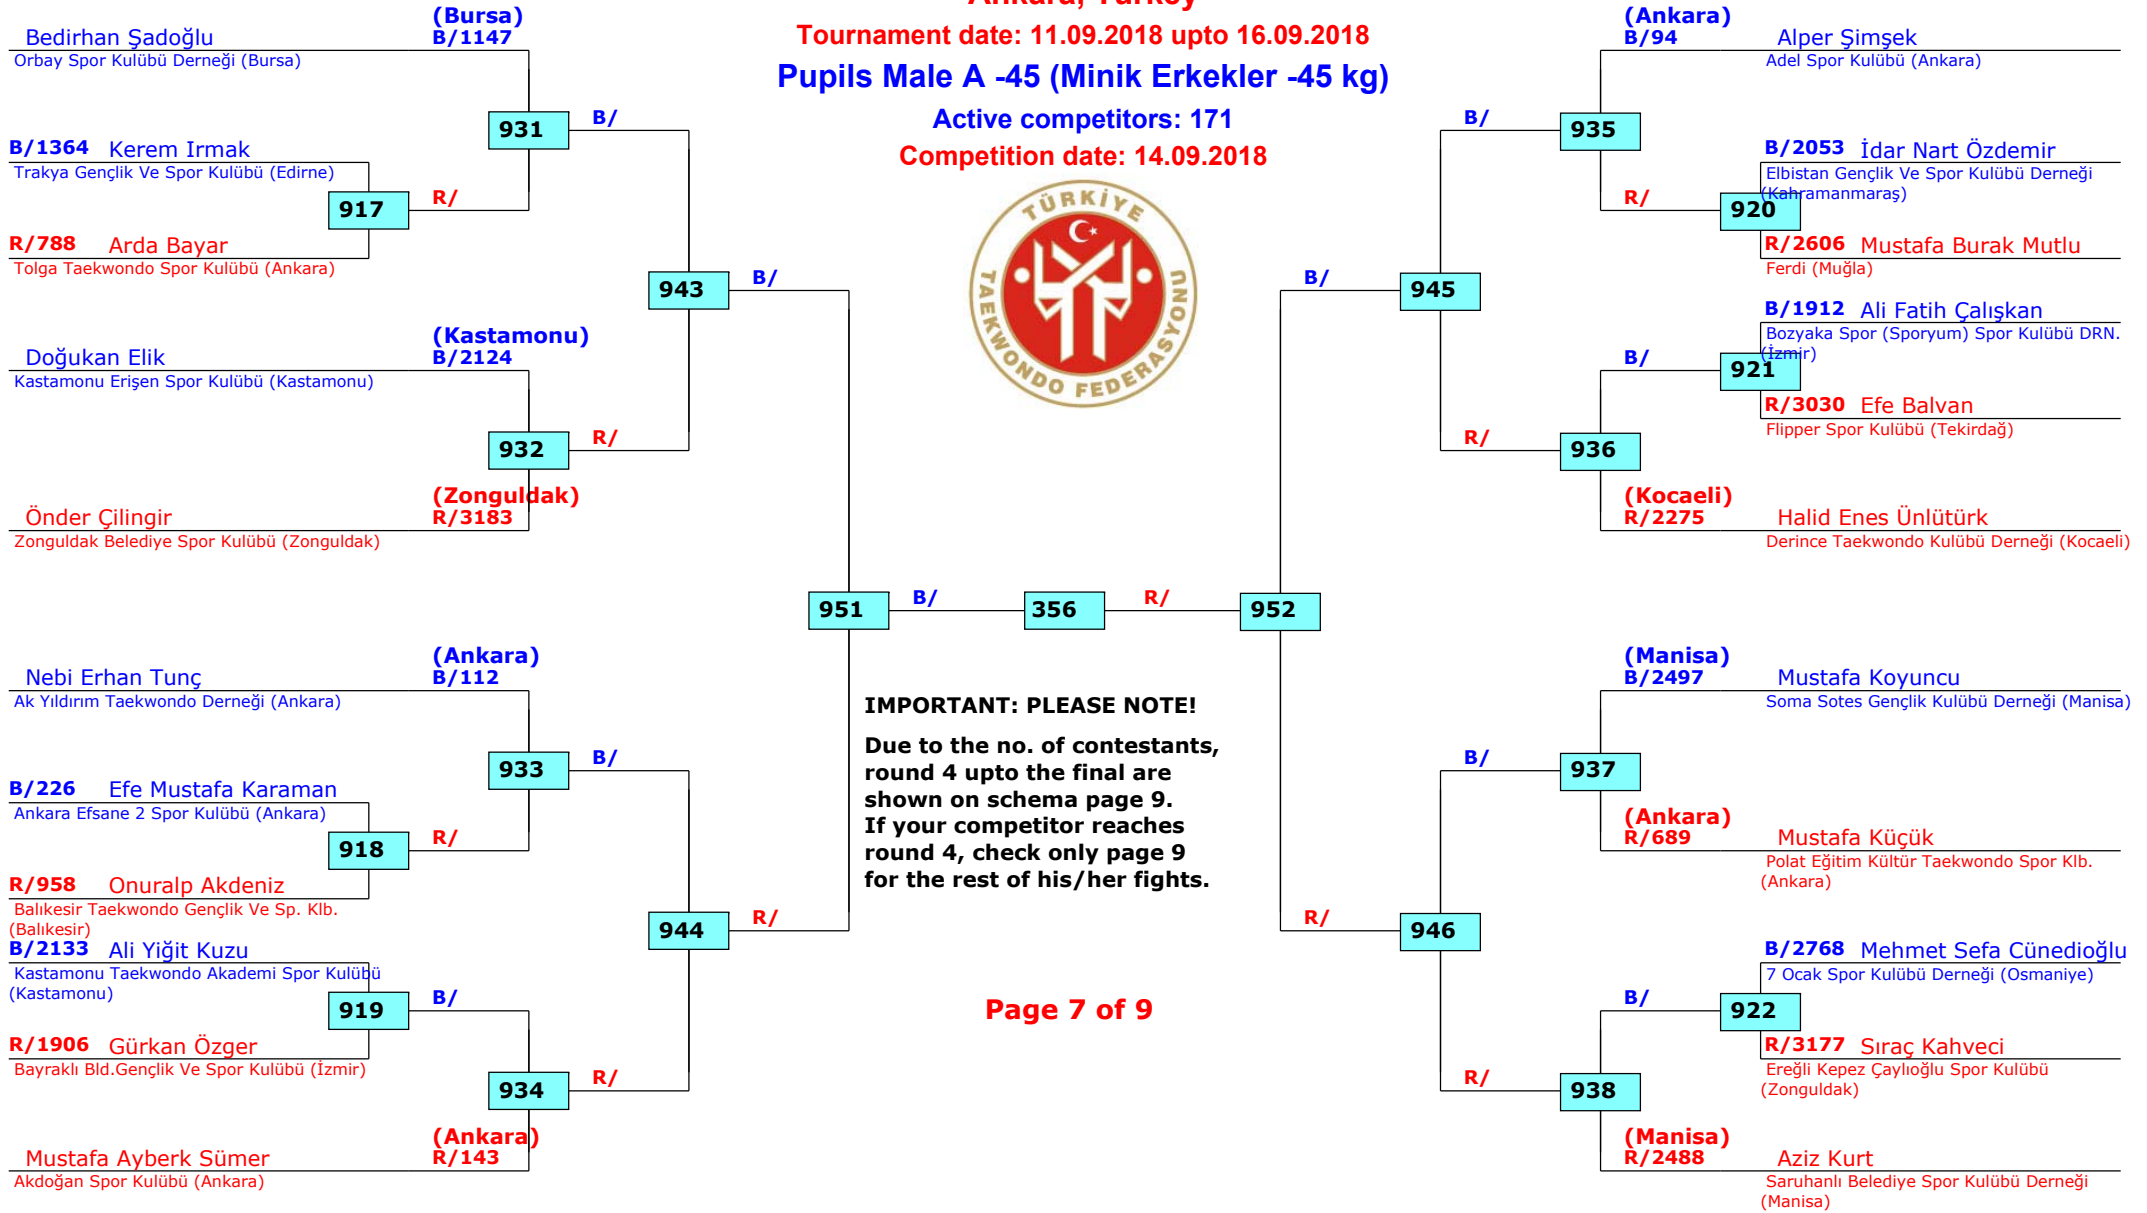 Ankara, Turkey
Tournament date: 11.09.2018 upto 16.09.2018
Pupils Male A -45 (Minik Erkekler -45 kg)
Active competitors: 171
Competition date: 14.09.2018
TÜRKİYE
TAEKWONDO FEDERASYONU
(Bursa)
Bedirhan Şadoğlu B/1147
Orbay Spor Kulübü Derneği (Bursa)
931 B/
B/1364 Kerem Irmak
Trakya Gençlik Ve Spor Kulübü (Edirne)
917 R/
R/788 Arda Bayar
Tolga Taekwondo Spor Kulübü (Ankara)
943 B/
(Kastamonu)
Doğukan Elik B/2124
Kastamonu Erişen Spor Kulübü (Kastamonu)
932 R/
(Zonguldak)
Önder Çilingir R/3183
Zonguldak Belediye Spor Kulübü (Zonguldak)
951 B/ 356 R/ 952
(Ankara)
Nebi Erhan Tunç B/112
Ak Yıldırım Taekwondo Derneği (Ankara)
933 B/
B/226 Efe Mustafa Karaman
Ankara Efsane 2 Spor Kulübü (Ankara)
918 R/
R/958 Onuralp Akdeniz
Balıkesir Taekwondo Gençlik Ve Sp. Klb.
(Balıkesir)
944 R/
B/2133 Ali Yiğit Kuzu
Kastamonu Taekwondo Akademi Spor Kulübü
(Kastamonu)
919 B/
R/1906 Gürkan Özger
Bayraklı Bld.Gençlik Ve Spor Kulübü (İzmir)
934 R/
(Ankara)
Mustafa Ayberk Sümer R/143
Akdoğan Spor Kulübü (Ankara)
IMPORTANT: PLEASE NOTE!
Due to the no. of contestants,
round 4 upto the final are
shown on schema page 9.
If your competitor reaches
round 4, check only page 9
for the rest of his/her fights.
Page 7 of 9
(Ankara)
B/94 Alper Şimşek
Adel Spor Kulübü (Ankara)
B/ 935
B/2053 İdar Nart Özdemir
Elbistan Gençlik Ve Spor Kulübü Derneği
(Kahramanmaraş)
R/ 920
R/2606 Mustafa Burak Mutlu
Ferdi (Muğla)
B/ 945
B/1912 Ali Fatih Çalışkan
Bozyaka Spor (Sporyum) Spor Kulübü DRN.
(İzmir)
B/ 921
R/3030 Efe Balvan
Flipper Spor Kulübü (Tekirdağ)
R/ 936
(Kocaeli)
R/2275 Halid Enes Ünlütürk
Derince Taekwondo Kulübü Derneği (Kocaeli)
(Manisa)
B/2497 Mustafa Koyuncu
Soma Sotes Gençlik Kulübü Derneği (Manisa)
B/ 937
(Ankara)
R/689 Mustafa Küçük
Polat Eğitim Kültür Taekwondo Spor Klb.
(Ankara)
R/ 946
B/2768 Mehmet Sefa Cünedioğlu
7 Ocak Spor Kulübü Derneği (Osmaniye)
B/ 922
R/3177 Sıraç Kahveci
Ereğli Kepez Çaylıoğlu Spor Kulübü
(Zonguldak)
R/ 938
(Manisa)
R/2488 Aziz Kurt
Saruhanlı Belediye Spor Kulübü Derneği
(Manisa)